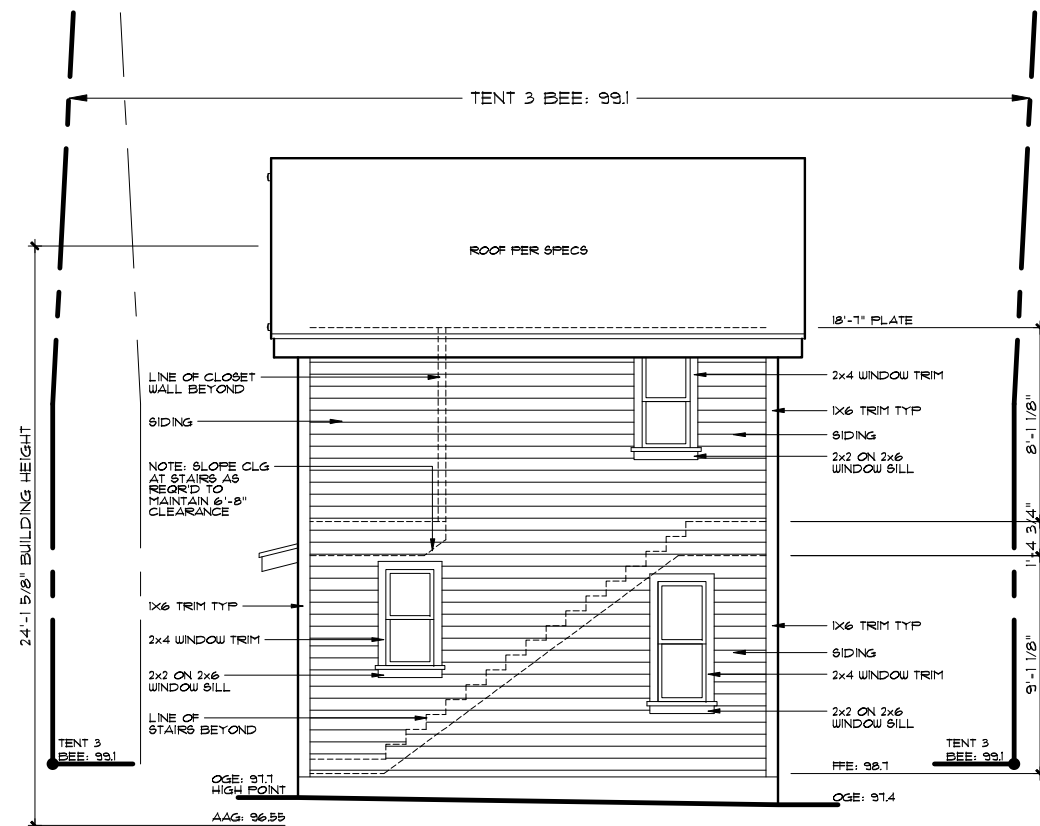 TENT 3 BEE: 99.1
ROOF PER SPECS
18'-7" PLATE
LINE OF CLOSET
WALL BEYOND
2x4 WINDOW TRIM
1X6 TRIM TYP
SIDING
SIDING
2x2 ON 2x6
WINDOW SILL
8'-1 1/8"
NOTE: SLOPE CLG
AT STAIRS AS
REQR'D TO
MAINTAIN 6'-8"
CLEARANCE
24'-1 5/8" BUILDING HEIGHT
1'-4 3/4"
1X6 TRIM TYP
1X6 TRIM TYP
2x4 WINDOW TRIM
SIDING
2x2 ON 2x6
WINDOW SILL
2x4 WINDOW TRIM
9'-1 1/8"
LINE OF
STAIRS BEYOND
2x2 ON 2x6
WINDOW SILL
TENT 3
BEE: 99.1
TENT 3
BEE: 99.1
FFE: 98.7
OGE: 97.7
HIGH POINT
OGE: 97.4
AAG: 96.55